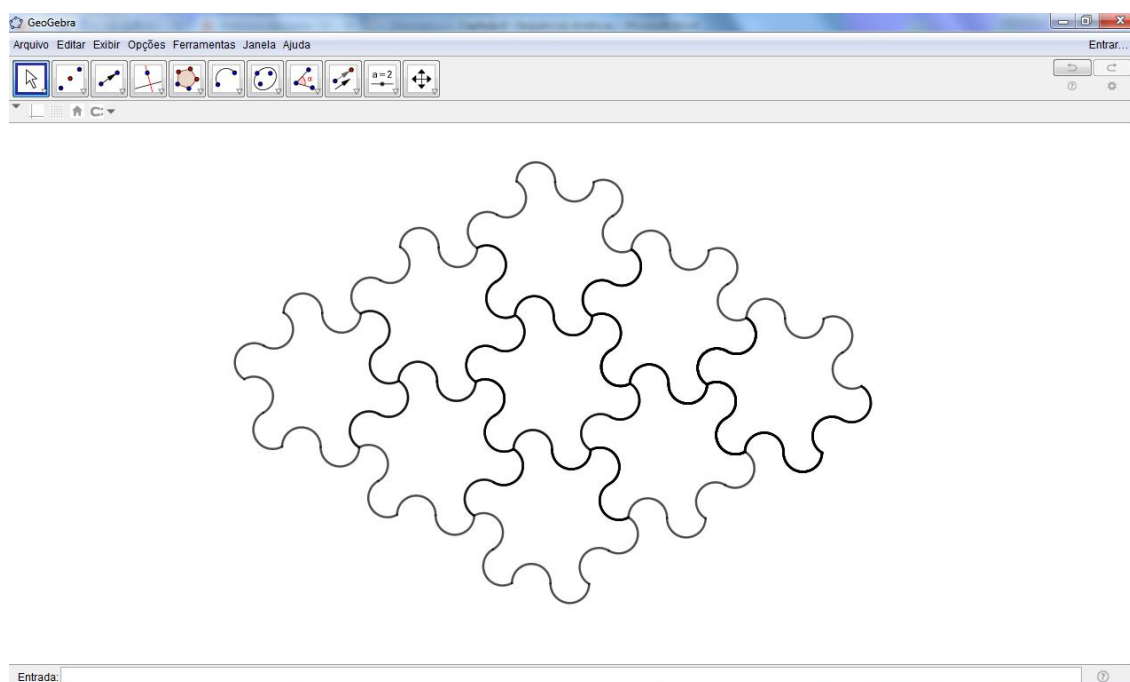 GeoGebra
Arquivo Editar Exibir Opções Ferramentas Janela Ajuda
Entrar...
a=2
Entrada: